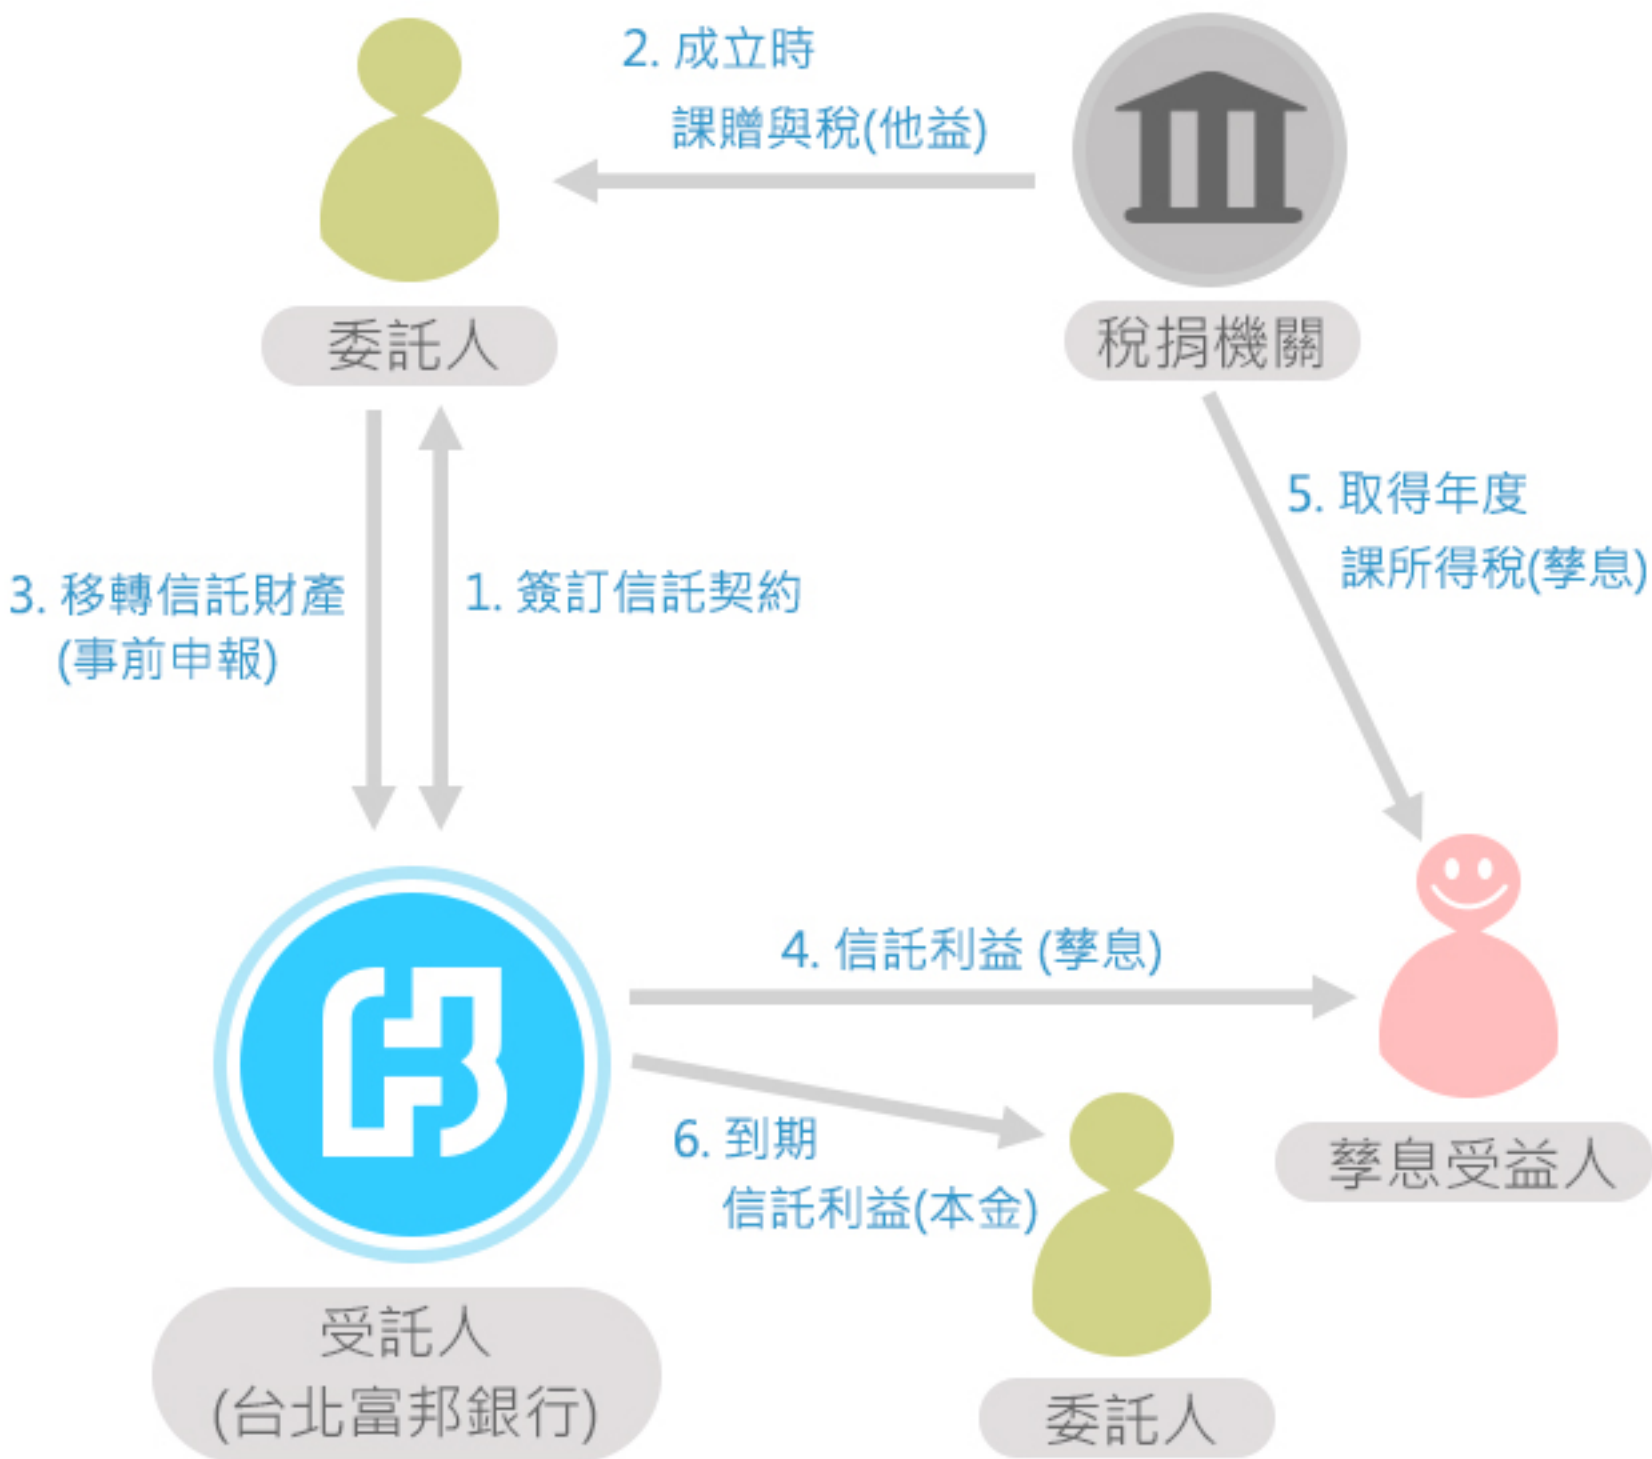 2. 成立時
課贈與稅(他益)
委託人
稅捐機關
5. 取得年度
課所得稅(孳息)
3. 移轉信託財產
(事前申報)
1. 簽訂信託契約
4. 信託利益 (孳息)
6. 到期
信託利益(本金)
孳息受益人
受託人
(台北富邦銀行)
委託人